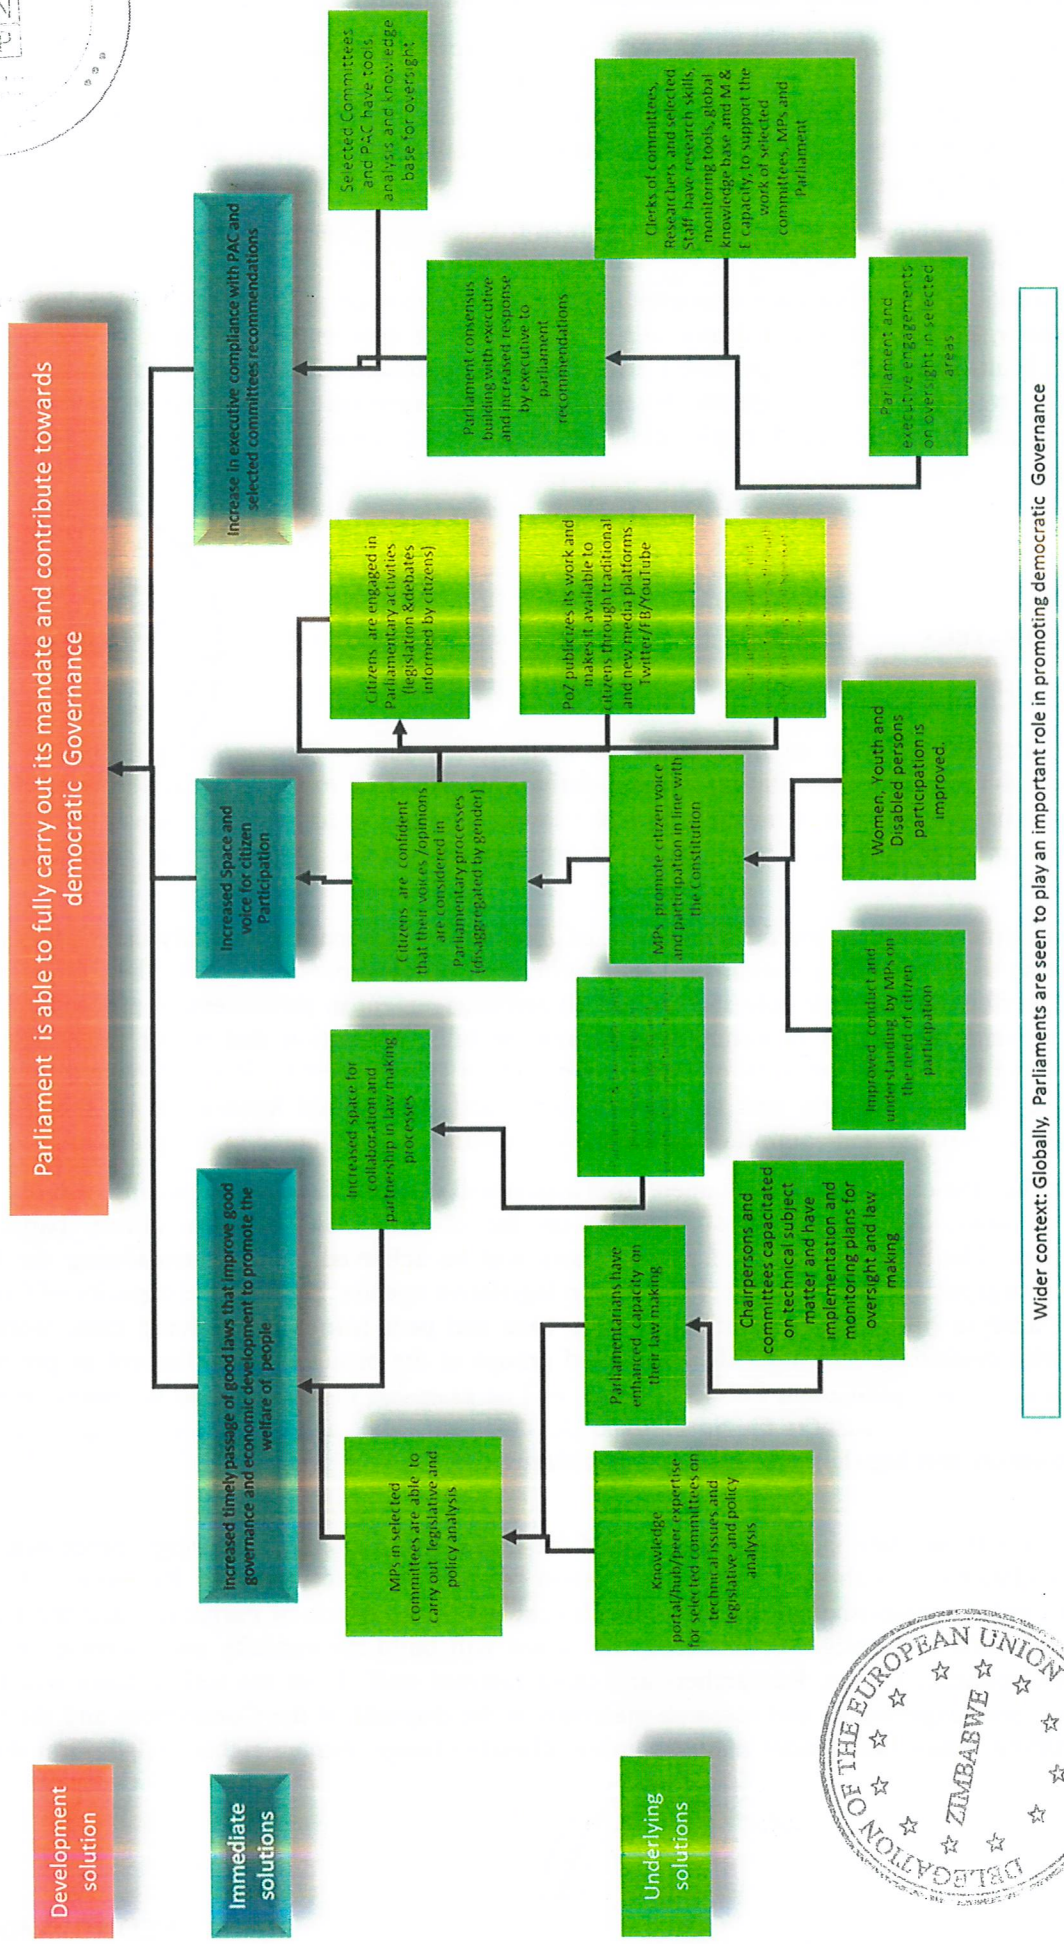 Parliament is able to fully carry out its mandate and contribute towards
democratic Governance
Development
solution
Immediate
solutions
Increased timely passage of good laws that improve good
governance and economic development to promote the
welfare of people
Increased Space and
voice for citizen
Participation
Increase in executive compliance with PAC and
selected committees recommendations
Underlying
solutions
MPs in selected
committees are able to
carry out legislative and
policy analysis
Increased space for
collaboration and
partnership in law making
processes
Knowledge
portal/hub/peer expertise
for selected committees on
technical issues and
legislative and policy
analysis
Parliamentarians have
enhanced capacity on
their law making
Chairpersons and
committees capacitated
on technical subject
matter and have
implementation and
monitoring plans for
oversight and law
making
Citizens are confident
that their voices /opinions
are considered in
Parliamentary processes
(disaggregated by gender)
Citizens are engaged in
Parliamentary activities
(legislation &debates
informed by citizens)
MPs promote citizen voice
and participation in line with
the Constitution
PoZ publicizes its work and
makes it available to
citizens through traditional
and new media platforms .
Twitter/FB/YouTube
Improved conduct and
understanding by MPs on
the need of citizen
participation
Women, Youth and
Disabled persons
participation is
improved.
Selected Committees
and PAC have tools
analysis and knowledge
base for oversight
Parliament consensus
building with executive
and increased response
by executive to
parliament
recommendations
Clerks of committees,
Researchers and selected
Staff have research skills,
monitoring tools, global
knowledge base and M &
E capacity, to support the
work of selected
committees, MPs and
Parliament
Parliament and
executive engagements
on oversight in selected
areas
Wider context: Globally, Parliaments are seen to play an important role in promoting democratic Governance
DELEGATION OF THE EUROPEAN UNION
ZIMBABWE